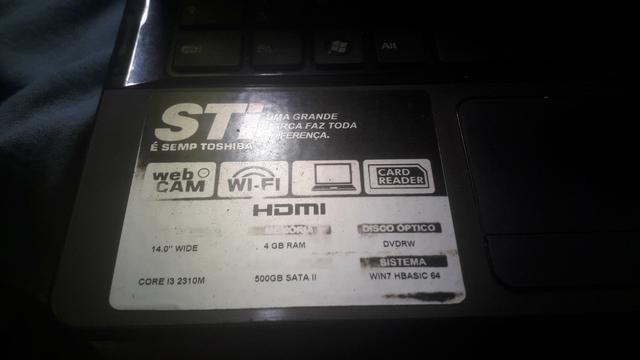 Alt
STi
UMA GRANDE
MARCA FAZ TODA
DIFERENÇA.
É SEMP TOSHIBA
web CAM
WI-FI
CARD READER
HDMI
MEMÓRIA
DISCO ÓPTICO
14.0" WIDE
4 GB RAM
DVDRW
SISTEMA
CORE I3 2310M
500GB SATA II
WIN7 HBASIC 64